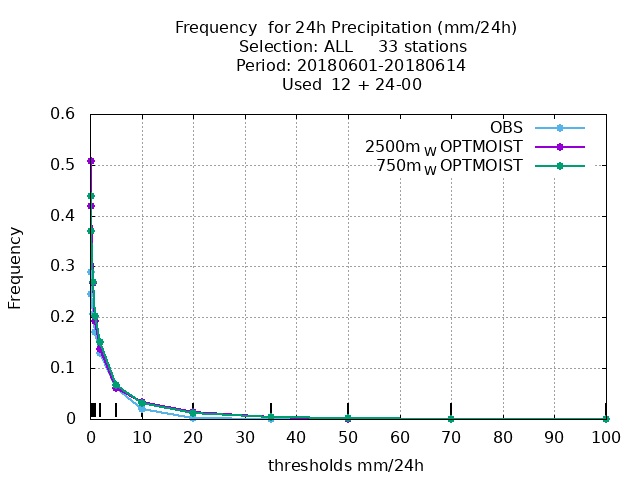 Frequency  for 24h Precipitation (mm/24h)
Selection: ALL     33 stations
Period: 20180601-20180614
Used  12 + 24-00
OBS
2500m_W OPTMOIST
750m_W OPTMOIST
0.6
0.5
0.4
0.3
0.2
0.1
0
Frequency
0 10 20 30 40 50 60 70 80 90 100
thresholds mm/24h